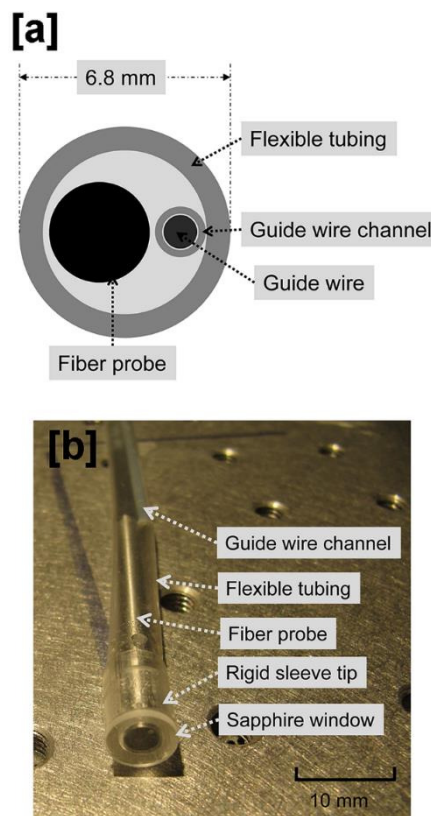 [a]
6.8 mm
Flexible tubing
Guide wire channel
Guide wire
Fiber probe
[b]
Guide wire channel
Flexible tubing
Fiber probe
Rigid sleeve tip
Sapphire window
10 mm